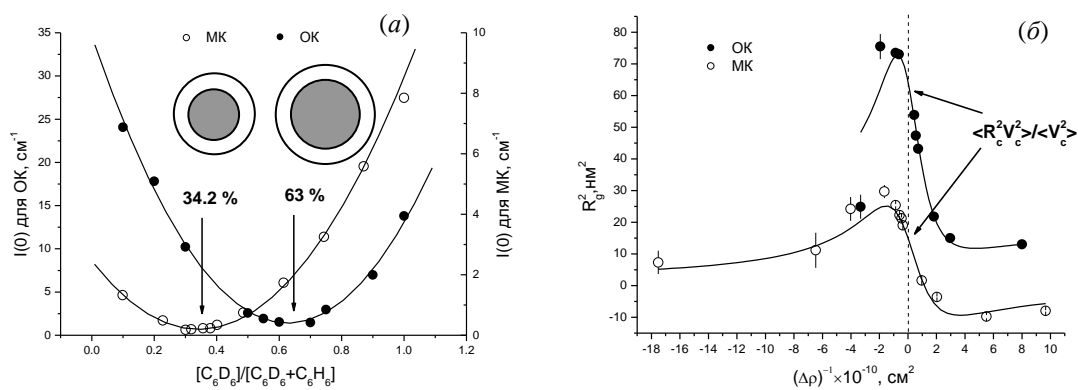 (а)
МК
ОК
34.2 %
63 %
I(0) для ОК, см⁻¹
35
30
25
20
15
10
5
0
I(0) для МК, см⁻¹
10
8
6
4
2
0
0.0 0.2 0.4 0.6 0.8 1.0
[C₆D₆]/[C₆D₆+C₆H₆]
(б)
ОК
МК
<R²cV²c>/<V²c>
R²g,нм²
80
70
60
50
40
30
20
10
0
-10
-18 -16 -14 -12 -10 -8 -6 -4 -2 0 2 4 6 8 10
(Δρ)⁻¹×10⁻¹⁰, см²